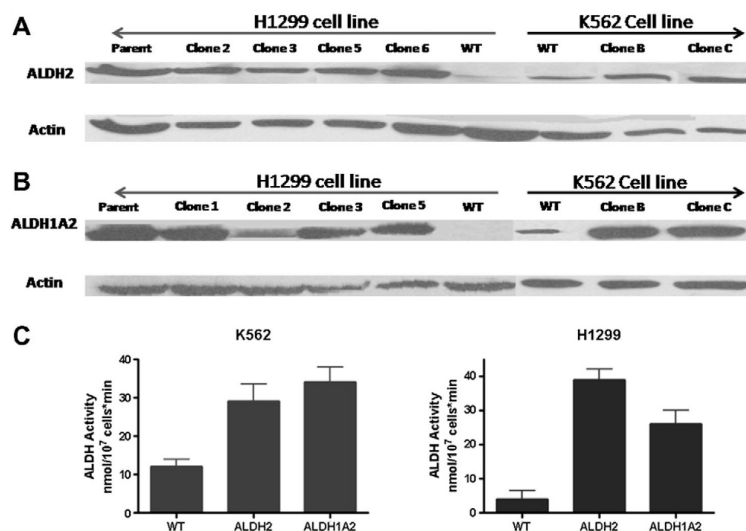 A
H1299 cell line
K562 Cell line
Parent Clone 2 Clone 3 Clone 5 Clone 6 WT WT Clone B Clone C
ALDH2
Actin
B
H1299 cell line
K562 Cell line
Parent Clone 1 Clone 2 Clone 3 Clone 5 WT WT Clone B Clone C
ALDH1A2
Actin
C
K562
ALDH Activity
nmol/10⁷ cells*min
40
30
20
10
0
WT ALDH2 ALDH1A2
H1299
ALDH Activity
nmol/10⁷ cells*min
40
30
20
10
0
WT ALDH2 ALDH1A2